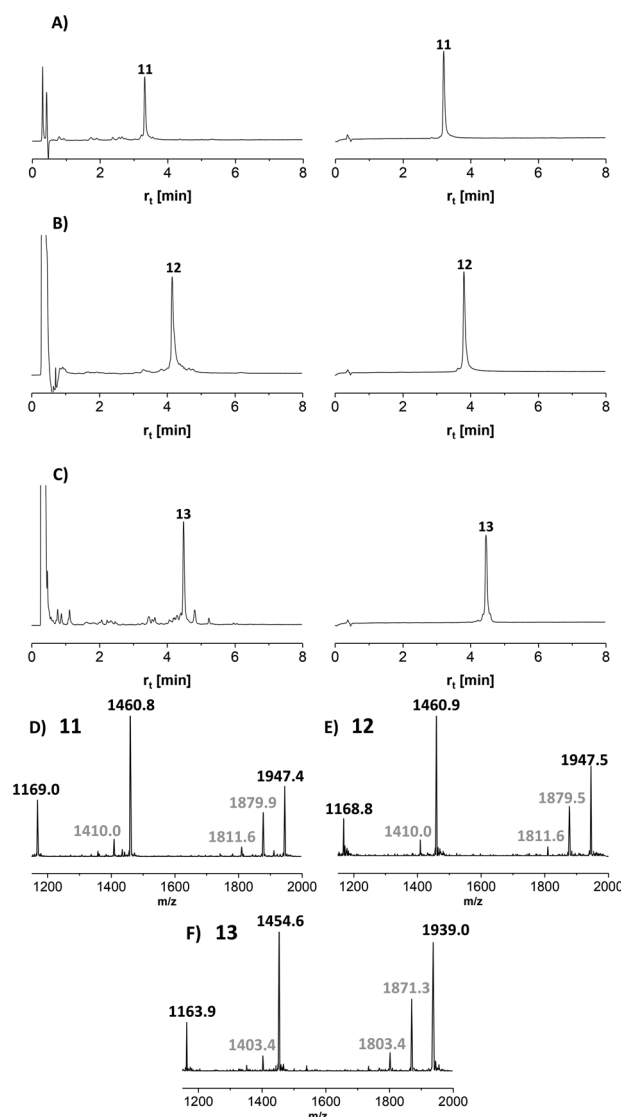 A)
11
11
0 2 4 6 8
0 2 4 6 8
rt [min]
rt [min]
B)
12
12
0 2 4 6 8
0 2 4 6 8
rt [min]
rt [min]
C)
13
13
0 2 4 6 8
0 2 4 6 8
rt [min]
rt [min]
D) 11
1460.8
1169.0
1410.0
1811.6
1879.9
1947.4
1200 1400 1600 1800 2000
m/z
E) 12
1460.9
1168.8
1410.0
1811.6
1879.5
1947.5
1200 1400 1600 1800 2000
m/z
F) 13
1454.6
1163.9
1403.4
1803.4
1871.3
1939.0
1200 1400 1600 1800 2000
m/z